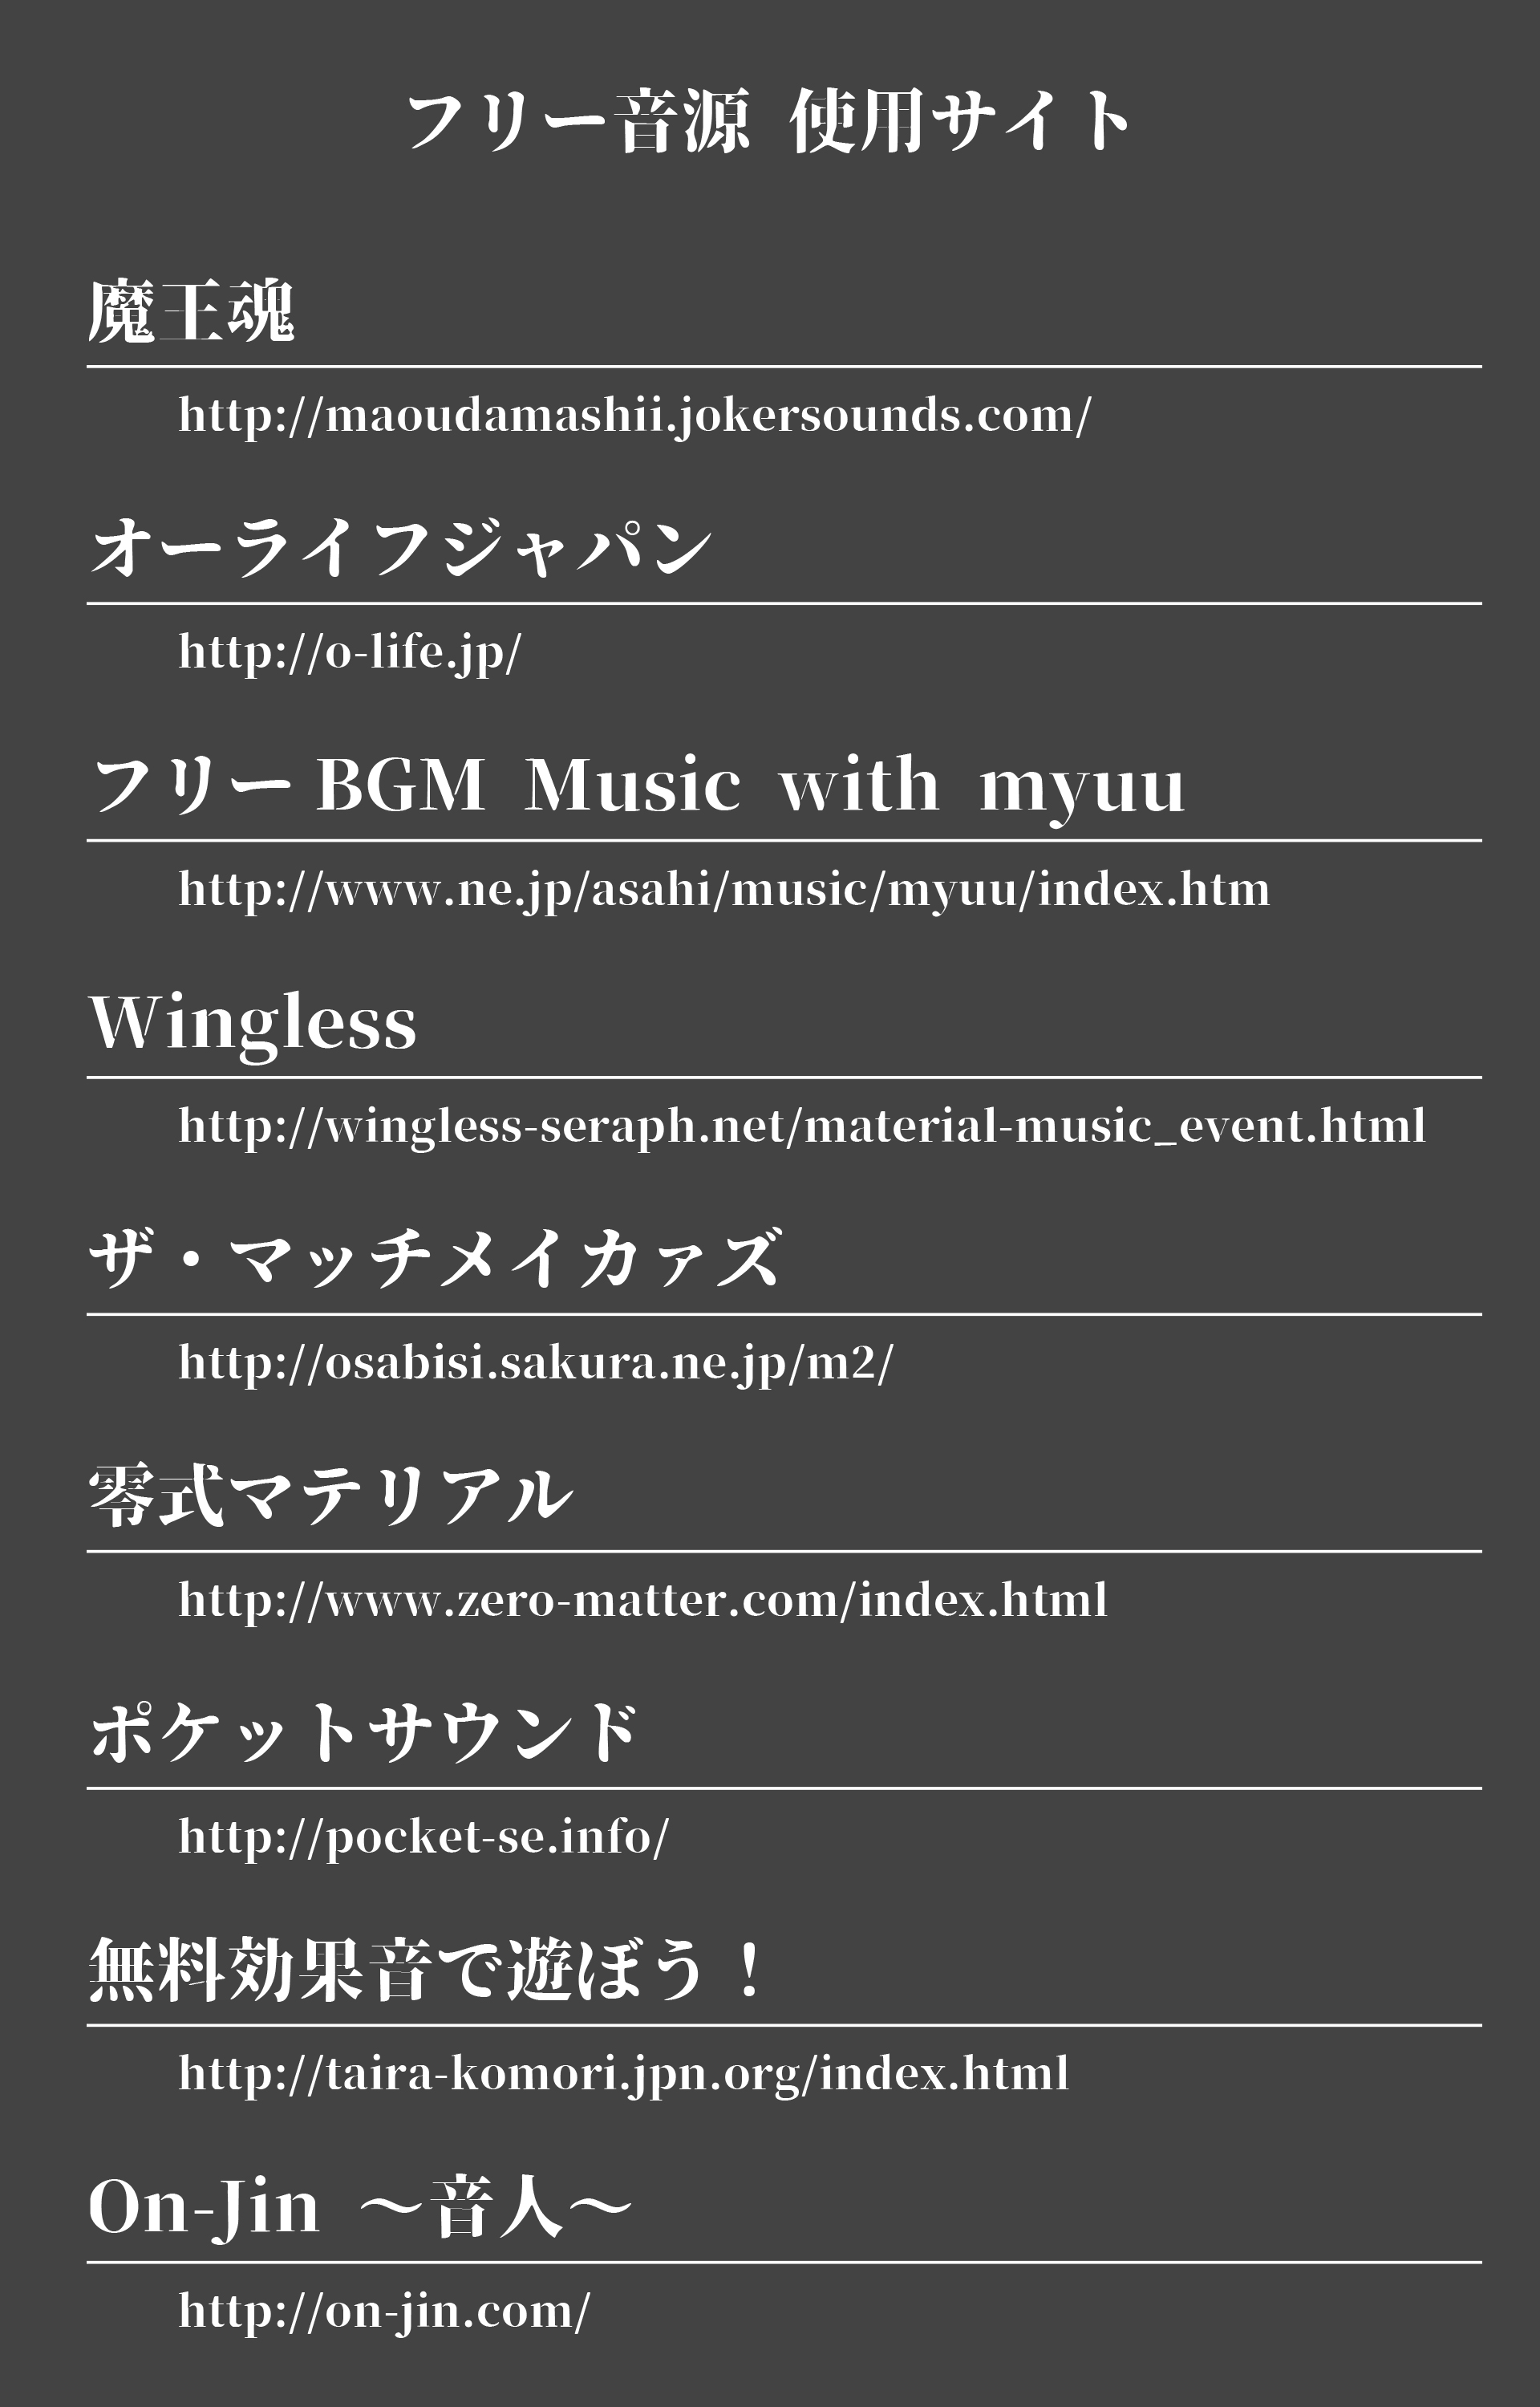 フリー音源 使用サイト
魔王魂
http://maoudamashii.jokersounds.com/
オーライフジャパン
http://o-life.jp/
フリーBGM Music with myuu
http://www.ne.jp/asahi/music/myuu/index.htm
Wingless
http://wingless-seraph.net/material-music_event.html
ザ・マッチメイカァズ
http://osabisi.sakura.ne.jp/m2/
零式マテリアル
http://www.zero-matter.com/index.html
ポケットサウンド
http://pocket-se.info/
無料効果音で遊ぼう！
http://taira-komori.jpn.org/index.html
On-Jin ～音人～
http://on-jin.com/